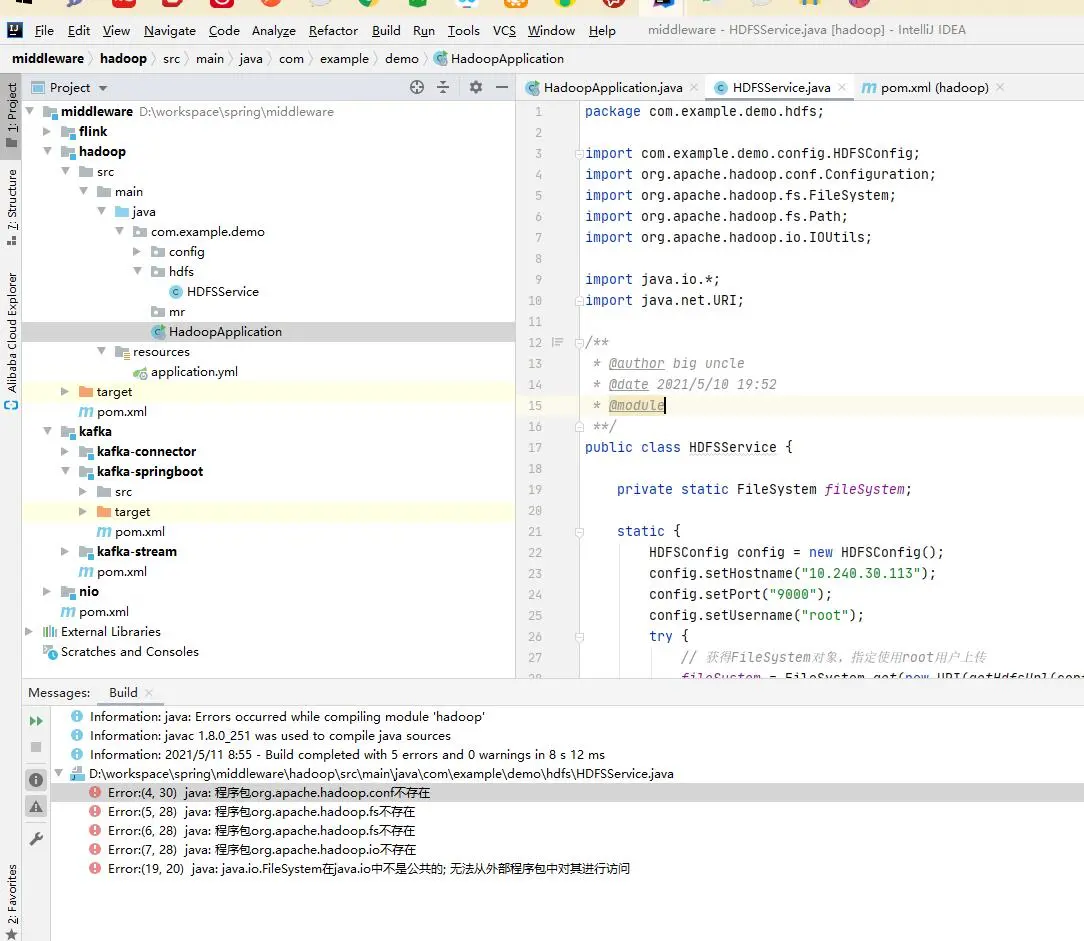 File Edit View Navigate Code Analyze Refactor Build Run Tools VCS Window Help middleware - HDFSService.java [hadoop] - IntelliJ IDEA
middleware hadoop src main java com example demo HadoopApplication
Project
HadoopApplication.java HDFSService.java pom.xml (hadoop)
1: Project
7: Structure
Alibaba Cloud Explorer
2: Favorites
middleware D:\workspace\spring\middleware
flink
hadoop
src
main
java
com.example.demo
config
hdfs
HDFSService
mr
HadoopApplication
resources
application.yml
target
pom.xml
kafka
kafka-connector
kafka-springboot
src
target
pom.xml
kafka-stream
pom.xml
nio
pom.xml
External Libraries
Scratches and Consoles
1 package com.example.demo.hdfs;
2
3 import com.example.demo.config.HDFSConfig;
4 import org.apache.hadoop.conf.Configuration;
5 import org.apache.hadoop.fs.FileSystem;
6 import org.apache.hadoop.fs.Path;
7 import org.apache.hadoop.io.IOUtils;
8
9 import java.io.*;
10 import java.net.URI;
11
12 /**
13 * @author big uncle
14 * @date 2021/5/10 19:52
15 * @module
16 **/
17 public class HDFSService {
18
19 private static FileSystem fileSystem;
20
21 static {
22 HDFSConfig config = new HDFSConfig();
23 config.setHostname("10.240.30.113");
24 config.setPort("9000");
25 config.setUsername("root");
26 try {
27 // 获得FileSystem对象，指定使用root用户上传
28 fileSystem = FileSystem.get(new URI(getHdfsUrl(con
Messages: Build
Information: java: Errors occurred while compiling module 'hadoop'
Information: javac 1.8.0_251 was used to compile java sources
Information: 2021/5/11 8:55 - Build completed with 5 errors and 0 warnings in 8 s 12 ms
D:\workspace\spring\middleware\hadoop\src\main\java\com\example\demo\hdfs\HDFSService.java
Error:(4, 30) java: 程序包org.apache.hadoop.conf不存在
Error:(5, 28) java: 程序包org.apache.hadoop.fs不存在
Error:(6, 28) java: 程序包org.apache.hadoop.fs不存在
Error:(7, 28) java: 程序包org.apache.hadoop.io不存在
Error:(19, 20) java: java.io.FileSystem在java.io中不是公共的; 无法从外部程序包中对其进行访问